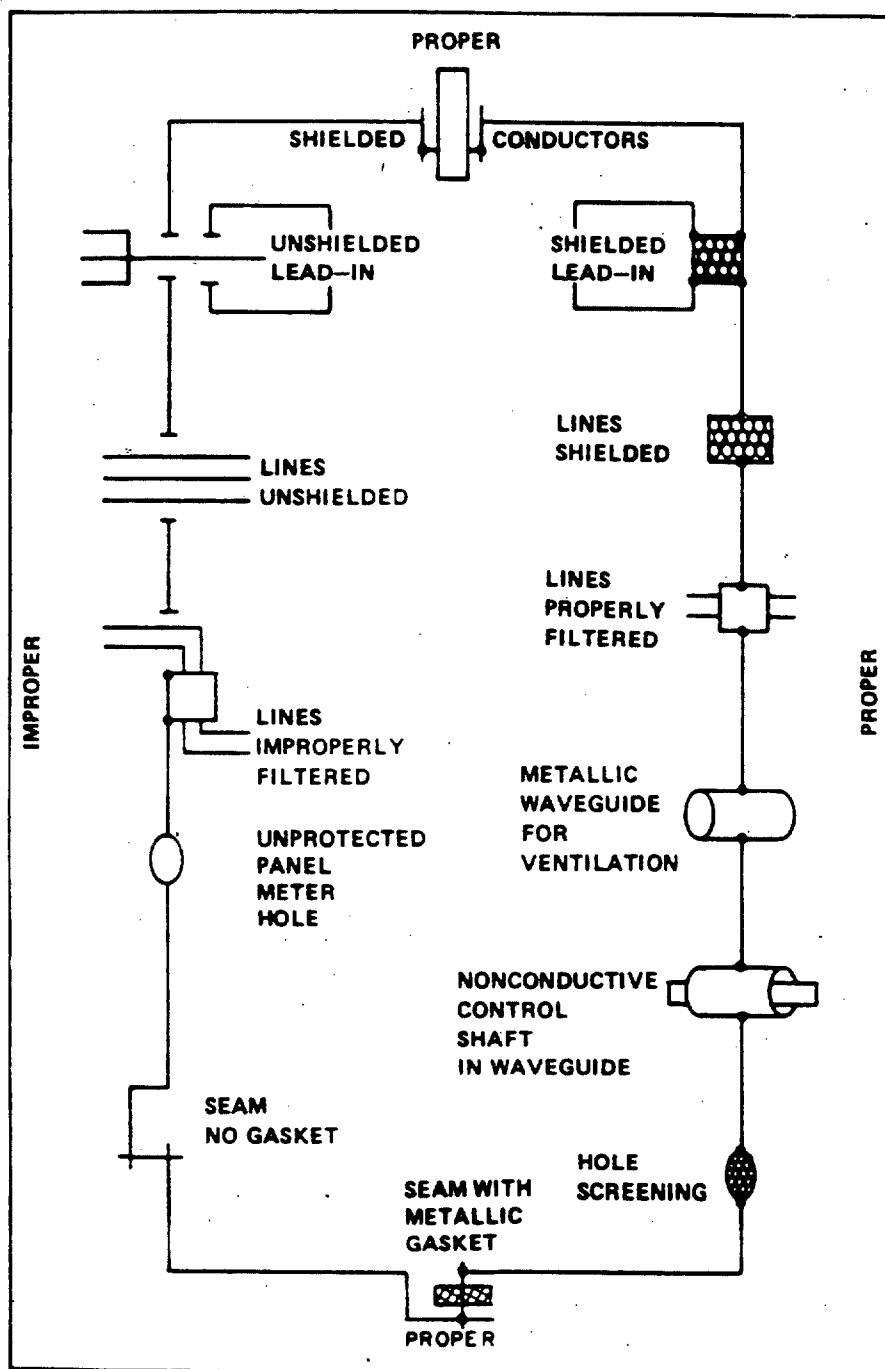 PROPER
SHIELDED CONDUCTORS
UNSHIELDED
LEAD-IN
SHIELDED
LEAD-IN
LINES
UNSHIELDED
LINES
SHIELDED
LINES
PROPERLY
FILTERED
IMPROPER
PROPER
LINES
IMPROPERLY
FILTERED
METALLIC
WAVEGUIDE
FOR
VENTILATION
UNPROTECTED
PANEL
METER
HOLE
NONCONDUCTIVE
CONTROL
SHAFT
IN WAVEGUIDE
SEAM
NO GASKET
HOLE
SCREENING
SEAM WITH
METALLIC
GASKET
PROPER